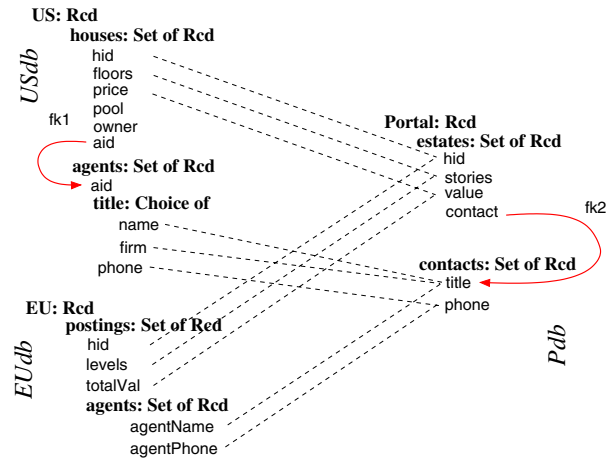 US: Rcd
houses: Set of Rcd
hid
floors
price
pool
owner
aid
fk1
agents: Set of Rcd
aid
title: Choice of
name
firm
phone
USdb
EU: Rcd
postings: Set of Rcd
hid
levels
totalVal
agents: Set of Rcd
agentName
agentPhone
EUdb
Portal: Rcd
estates: Set of Rcd
hid
stories
value
contact
fk2
contacts: Set of Rcd
title
phone
Pdb